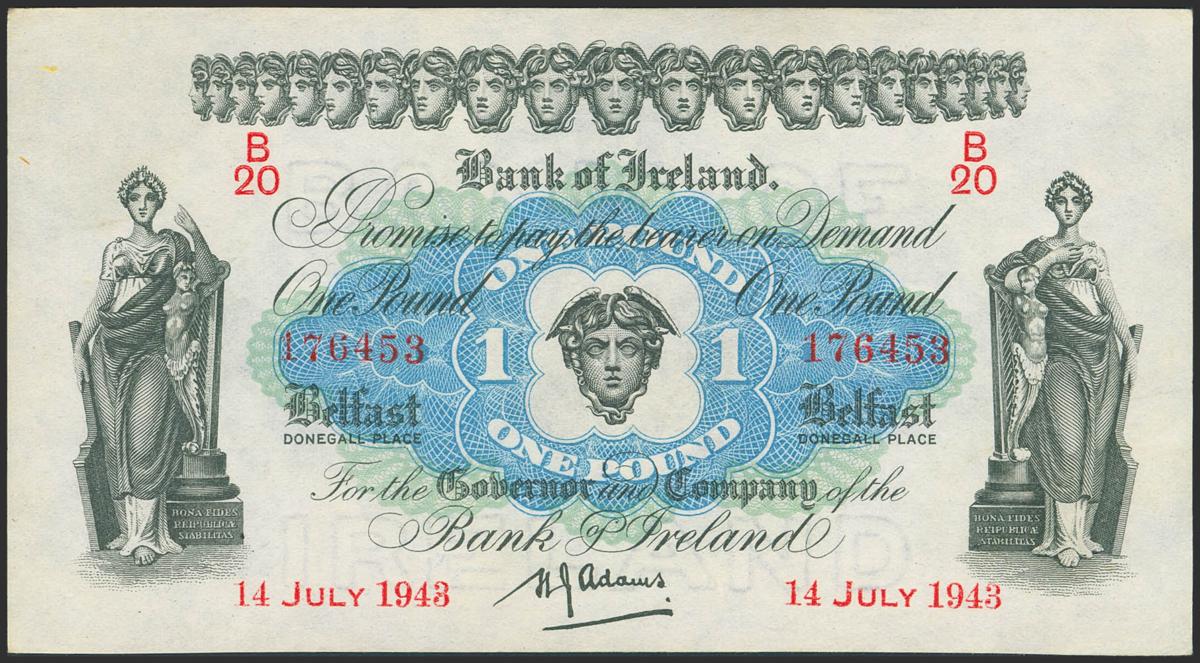 B
20
B
20
Bank of Ireland.
I Promise to pay the bearer on Demand
ONE POUND
One Pound One Pound
176453 1 1 176453
Belfast Belfast
DONEGALL PLACE DONEGALL PLACE
ONE POUND
For the Governor and Company of the
Bank of Ireland
BONA FIDES
REIPUBLICÆ
STABILITAS
BONA FIDES
REIPUBLICÆ
STABILITAS
14 JULY 1943 14 JULY 1943
H J Adams.